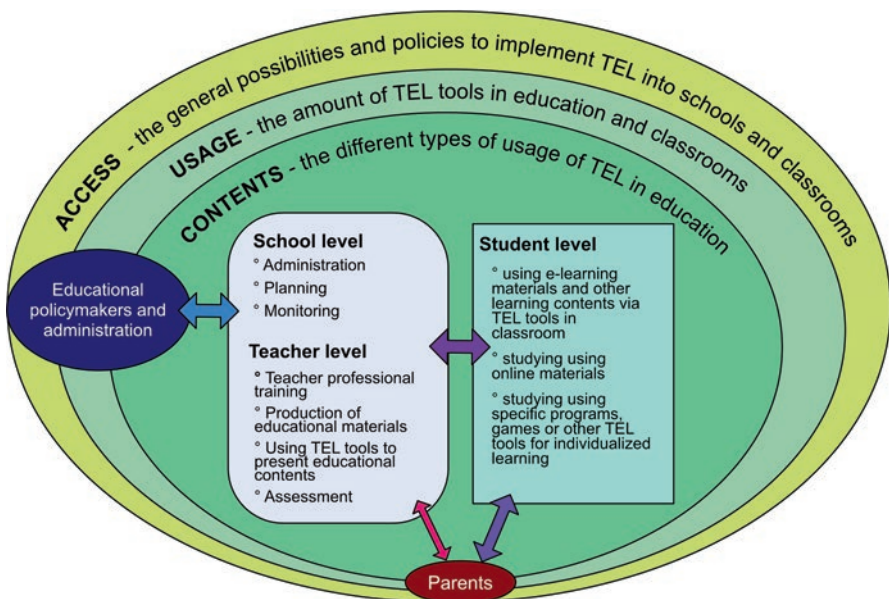 ACCESS - the general possibilities and policies to implement TEL into schools and classrooms
USAGE - the amount of TEL tools in education and classrooms
CONTENTS - the different types of usage of TEL in education
Educational
policymakers and
administration
School level
° Administration
° Planning
° Monitoring
Teacher level
° Teacher professional
training
° Production of
educational materials
° Using TEL tools to
present educational
contents
° Assessment
Student level
° using e-learning
materials and other
learning contents via
TEL tools in
classroom
° studying using
online materials
° studying using
specific programs,
games or other TEL
tools for individualized
learning
Parents